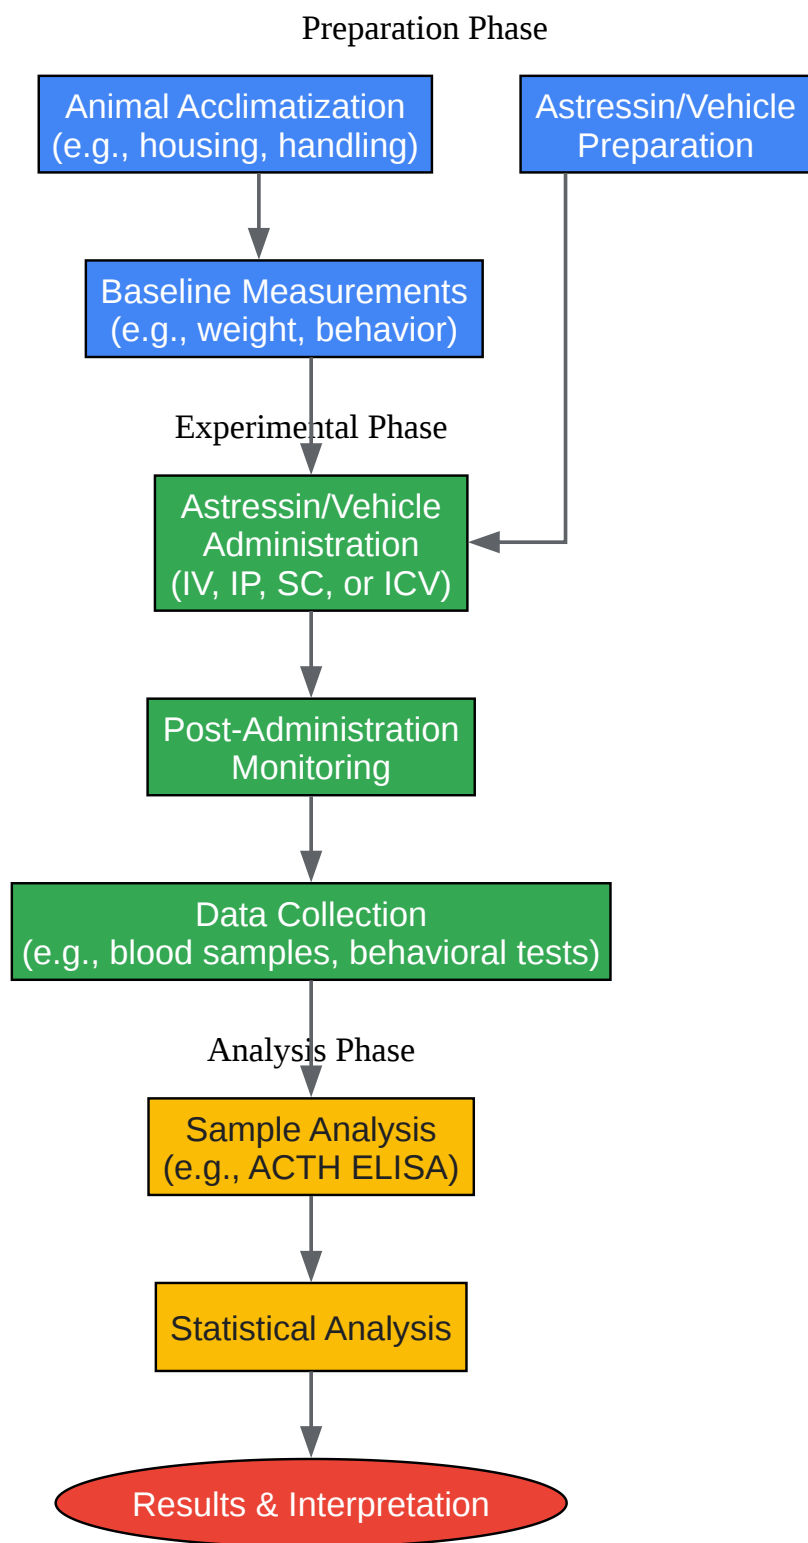 Preparation Phase
Animal Acclimatization
(e.g., housing, handling)
Astressin/Vehicle
Preparation
Baseline Measurements
(e.g., weight, behavior)
Experimental Phase
Astressin/Vehicle
Administration
(IV, IP, SC, or ICV)
Post-Administration
Monitoring
Data Collection
(e.g., blood samples, behavioral tests)
Analysis Phase
Sample Analysis
(e.g., ACTH ELISA)
Statistical Analysis
Results & Interpretation